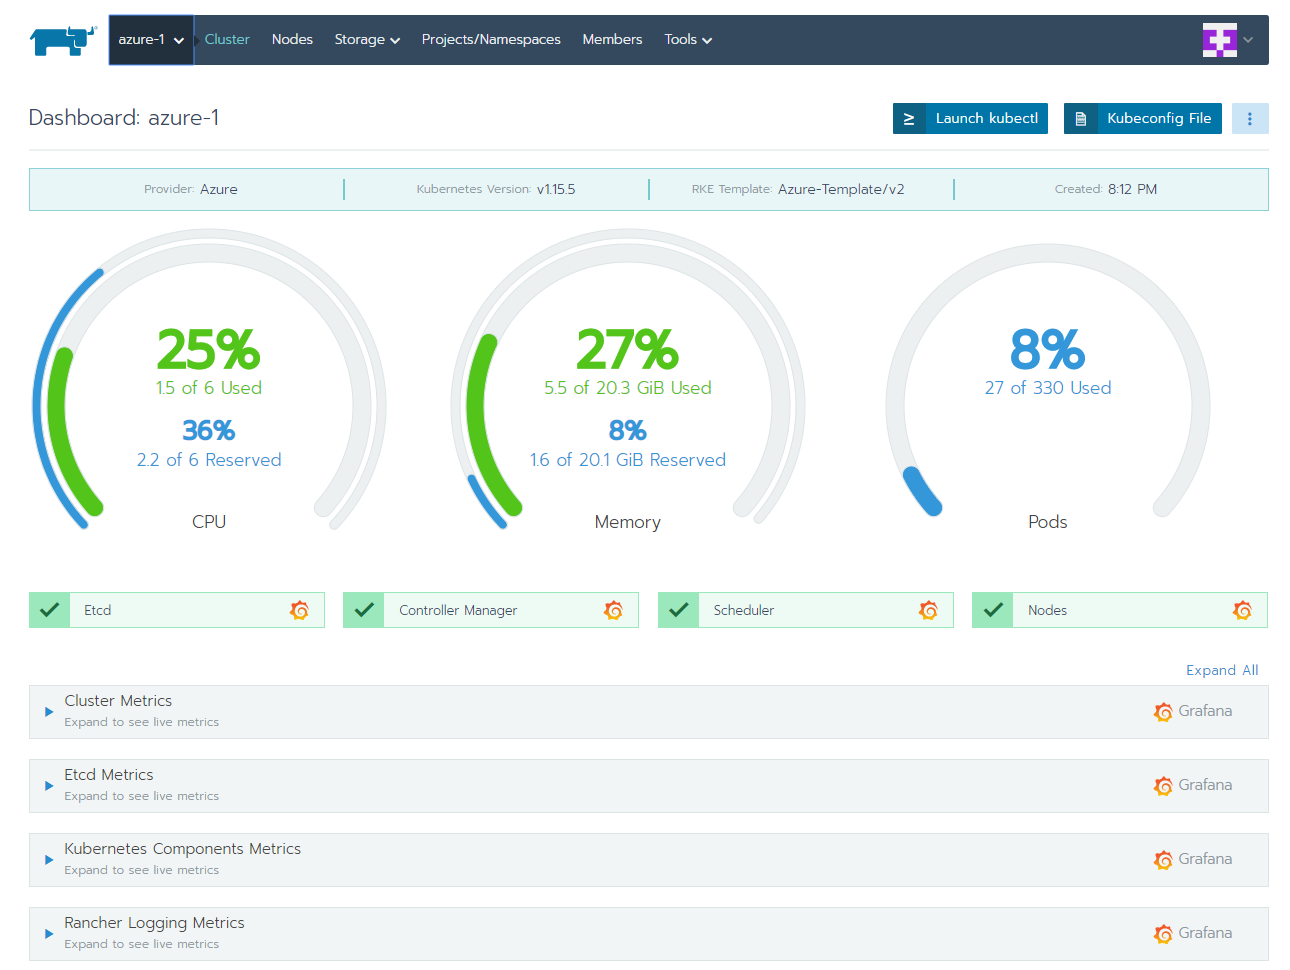 azure-1 Cluster Nodes Storage Projects/Namespaces Members Tools
Dashboard: azure-1 Launch kubectl Kubeconfig File
Provider: Azure Kubernetes Version: v1.15.5 RKE Template: Azure-Template/v2 Created: 8:12 PM
25%
1.5 of 6 Used
36%
2.2 of 6 Reserved
CPU
27%
5.5 of 20.3 GiB Used
8%
1.6 of 20.1 GiB Reserved
Memory
8%
27 of 330 Used
Pods
Etcd Controller Manager Scheduler Nodes
Expand All
Cluster Metrics
Expand to see live metrics
Grafana
Etcd Metrics
Expand to see live metrics
Grafana
Kubernetes Components Metrics
Expand to see live metrics
Grafana
Rancher Logging Metrics
Expand to see live metrics
Grafana